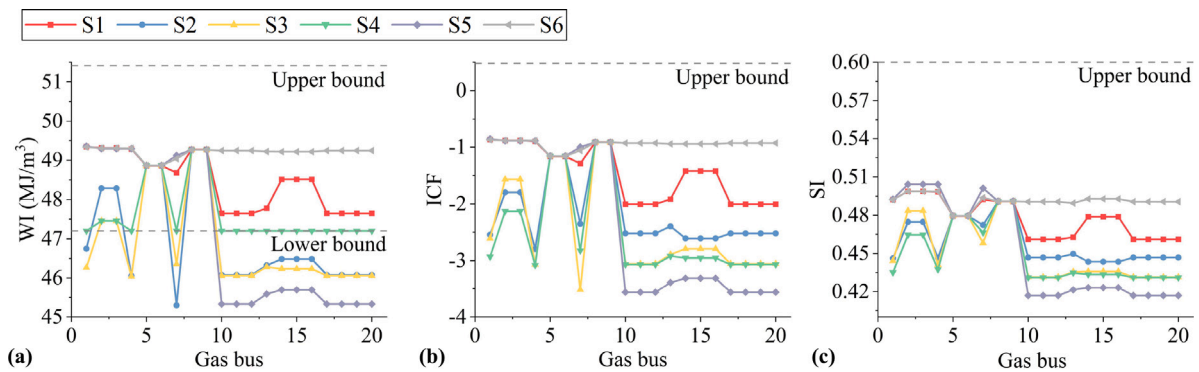 S1 S2 S3 S4 S5 S6
51
50
49
48
47
46
45
WI (MJ/m³)
Upper bound
Lower bound
0 5 10 15 20
Gas bus
(a)
0
-1
-2
-3
-4
ICF
Upper bound
0 5 10 15 20
Gas bus
(b)
0.60
0.57
0.54
0.51
0.48
0.45
0.42
SI
Upper bound
0 5 10 15 20
Gas bus
(c)